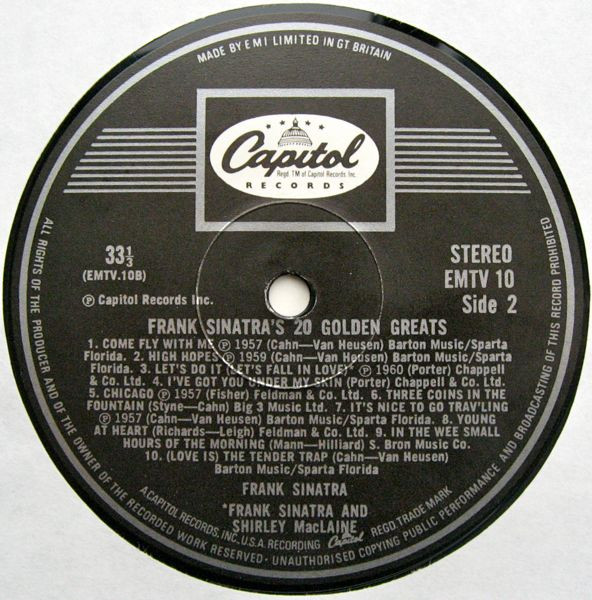 MADE BY E M I LIMITED IN GT BRITAIN
Capitol
Regd. TM of Capitol Records Inc.
RECORDS
33⅓
(EMTV.10B)
℗ Capitol Records Inc.
STEREO
EMTV 10
Side 2
FRANK SINATRA'S 20 GOLDEN GREATS
1. COME FLY WITH ME ℗ 1957 (Cahn—Van Heusen) Barton Music/Sparta
Florida. 2. HIGH HOPES ℗ 1959 (Cahn—Van Heusen) Barton Music/Sparta
Florida. 3. LET'S DO IT (LET'S FALL IN LOVE)* ℗ 1960 (Porter) Chappell
& Co. Ltd. 4. I'VE GOT YOU UNDER MY SKIN (Porter) Chappell & Co. Ltd.
5. CHICAGO ℗ 1957 (Fisher) Feldman & Co. Ltd. 6. THREE COINS IN THE
FOUNTAIN (Styne—Cahn) Big 3 Music Ltd. 7. IT'S NICE TO GO TRAV'LING
℗ 1957 (Cahn—Van Heusen) Barton Music/Sparta Florida. 8. YOUNG
AT HEART (Richards—Leigh) Feldman & Co. Ltd. 9. IN THE WEE SMALL
HOURS OF THE MORNING (Mann—Hilliard) S. Bron Music Co.
10. (LOVE IS) THE TENDER TRAP (Cahn—Van Heusen)
Barton Music/Sparta Florida
FRANK SINATRA
*FRANK SINATRA AND
SHIRLEY MacLAINE
A CAPITOL RECORDS, INC. U.S.A. RECORDING Capitol REGD. TRADE MARK
ALL RIGHTS OF THE PRODUCER AND OF THE OWNER OF THE RECORDED WORK RESERVED · UNAUTHORISED COPYING PUBLIC PERFORMANCE AND BROADCASTING OF THIS RECORD PROHIBITED